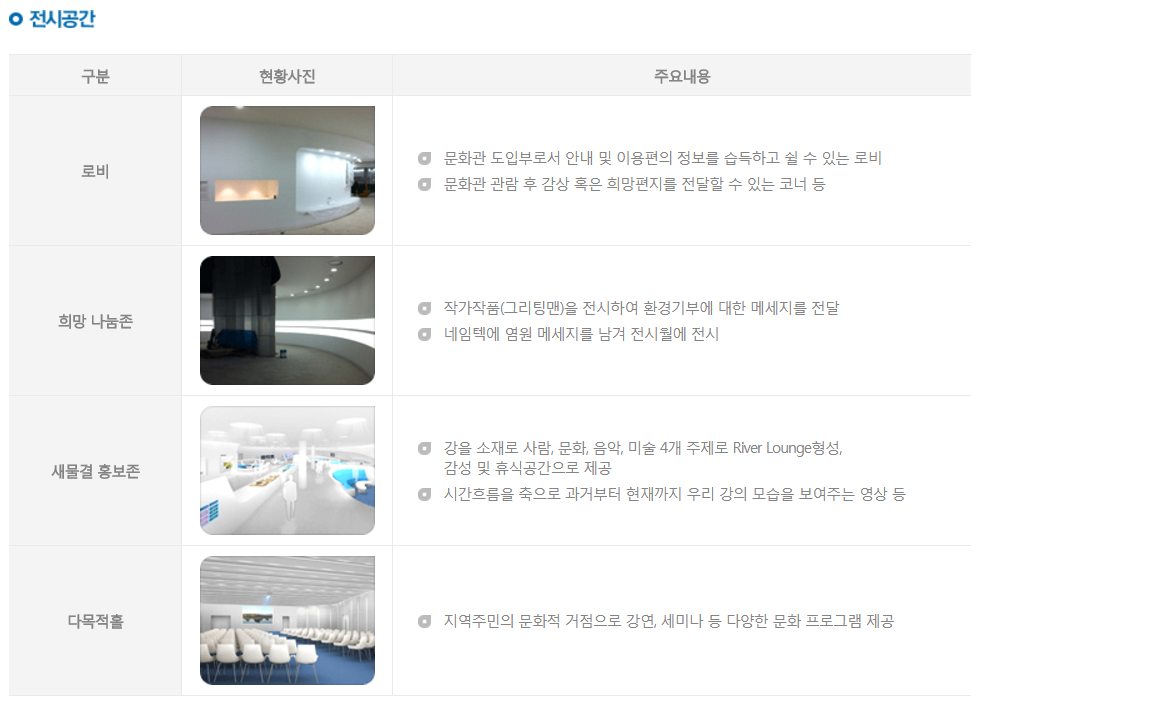 전시공간
구분 현황사진 주요내용
로비
문화관 도입부로서 안내 및 이용편의 정보를 습득하고 쉴 수 있는 로비
문화관 관람 후 감상 혹은 희망편지를 전달할 수 있는 코너 등
희망 나눔존
작가작품(그리팅맨)을 전시하여 환경기부에 대한 메세지를 전달
네임텍에 염원 메세지를 남겨 전시월에 전시
새물결 홍보존
강을 소재로 사람, 문화, 음악, 미술 4개 주제로 River Lounge형성,
감성 및 휴식공간으로 제공
시간흐름을 축으로 과거부터 현재까지 우리 강의 모습을 보여주는 영상 등
다목적홀
지역주민의 문화적 거점으로 강연, 세미나 등 다양한 문화 프로그램 제공